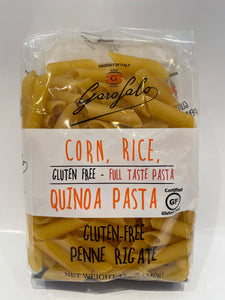 PRODUCT OF ITALY
G
Garofalo
CORN, RICE,
GLUTEN FREE - FULL TASTE PASTA
QUINOA PASTA
Certified
GF
Gluten-
GLUTEN-FREE
PENNE RIGATE
NET WEIGHT